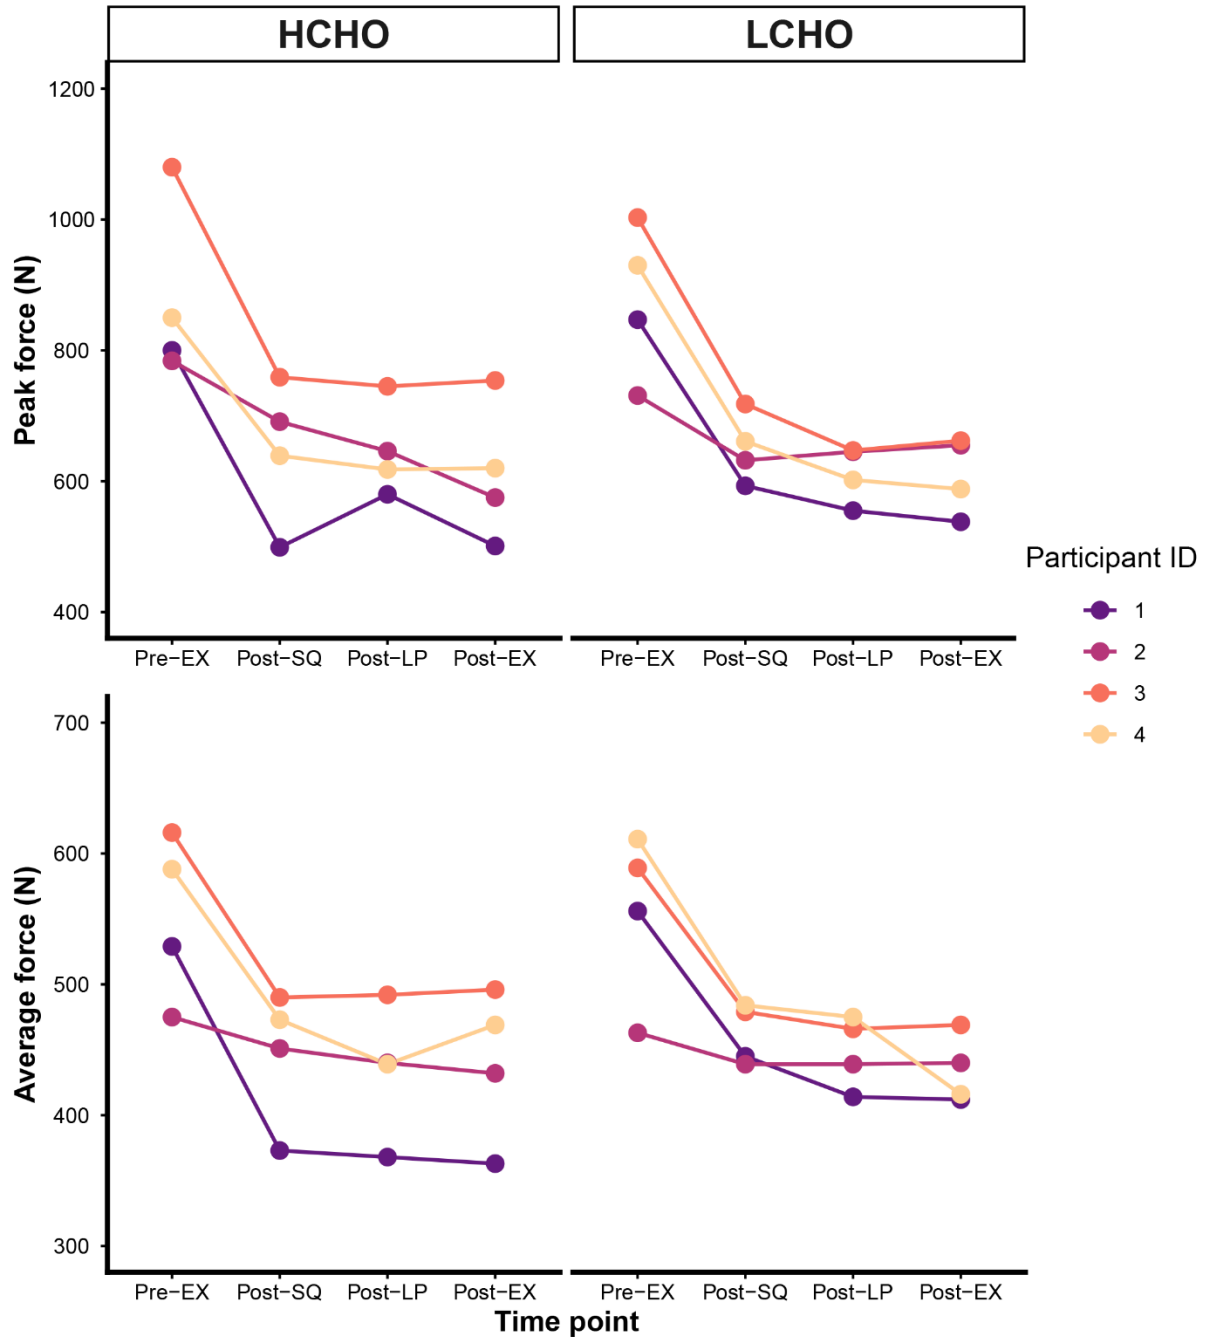 HCHO LCHO
Peak force (N)
1200
1000
800
600
400
Pre−EX Post−SQ Post−LP Post−EX Pre−EX Post−SQ Post−LP Post−EX
Participant ID
1
2
3
4
Average force (N)
700
600
500
400
300
Pre−EX Post−SQ Post−LP Post−EX Pre−EX Post−SQ Post−LP Post−EX
Time point